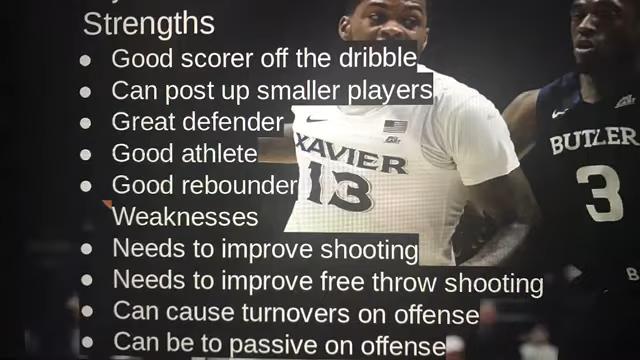 Strengths
● Good scorer off the dribble
● Can post up smaller players
● Great defender
● Good athlete
● Good rebounder
Weaknesses
● Needs to improve shooting
● Needs to improve free throw shooting
● Can cause turnovers on offense
● Can be to passive on offense
XAVIER
13
BUTLER
3
B